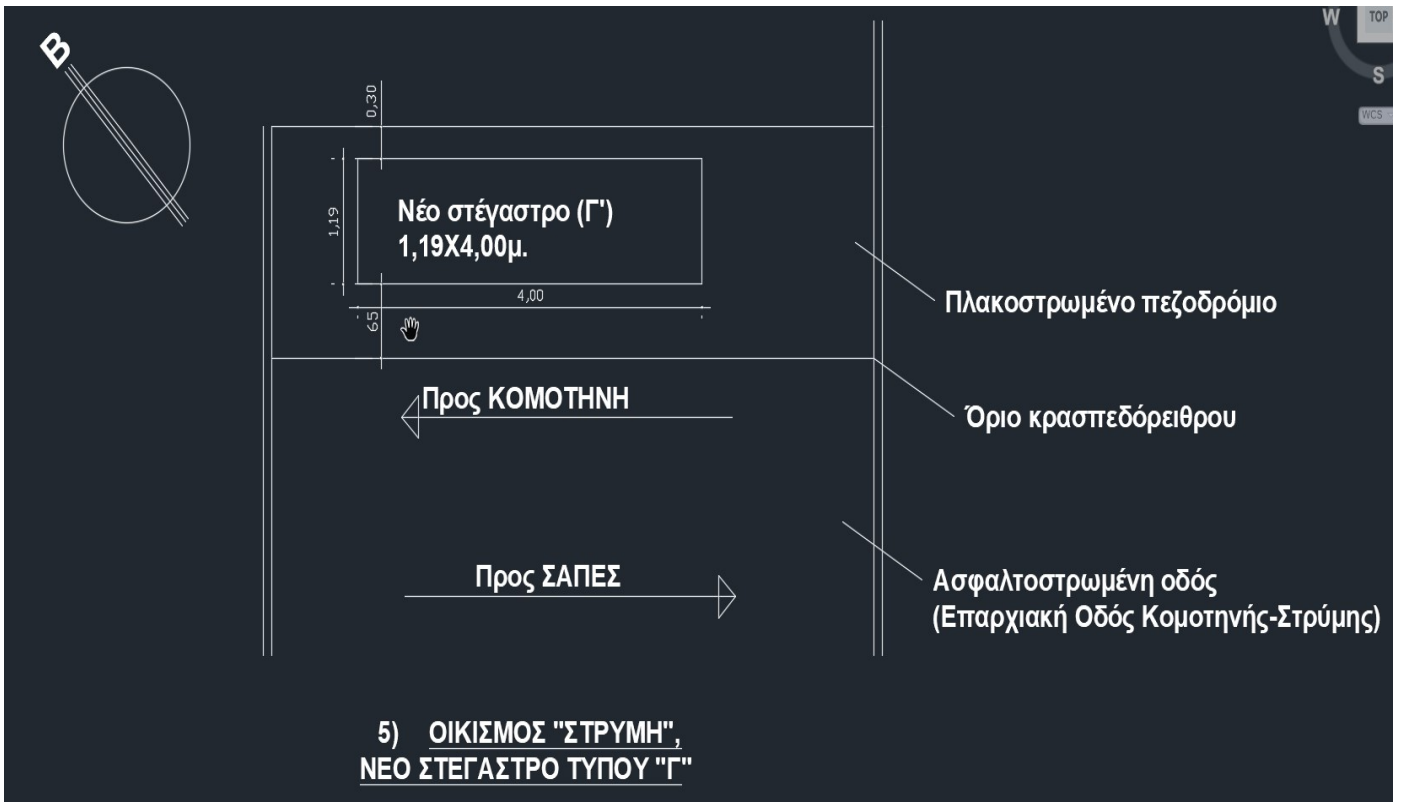 W
TOP
S
WCS
Β
0,30
1,19
Νέο στέγαστρο (Γ')
1,19Χ4,00μ.
4,00
65
Πλακοστρωμένο πεζοδρόμιο
Προς ΚΟΜΟΤΗΝΗ
Όριο κρασπεδόρειθρου
Προς ΣΑΠΕΣ
Ασφαλτοστρωμένη οδός
(Επαρχιακή Οδός Κομοτηνής-Στρύμης)
5) ΟΙΚΙΣΜΟΣ "ΣΤΡΥΜΗ",
ΝΕΟ ΣΤΕΓΑΣΤΡΟ ΤΥΠΟΥ "Γ"